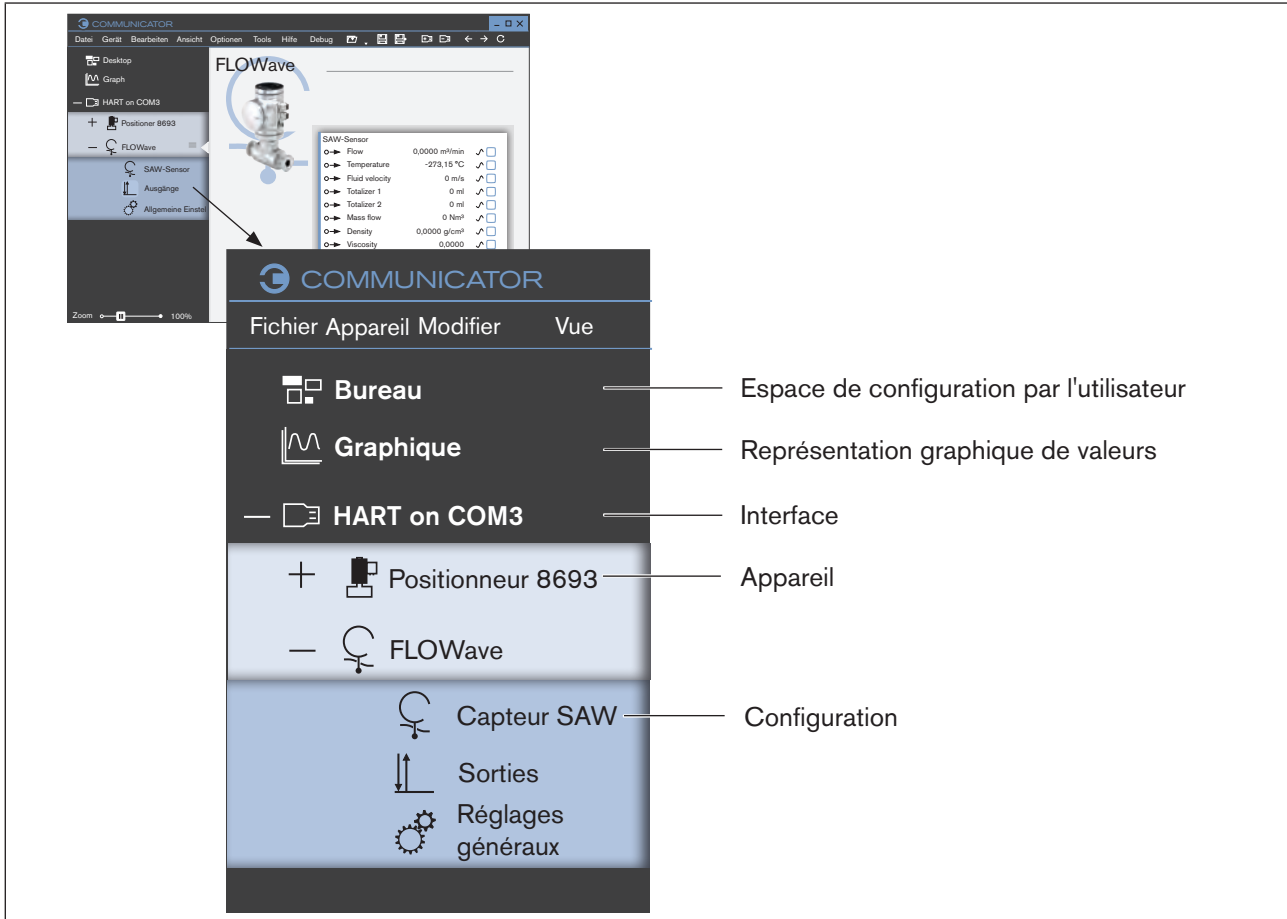 COMMUNICATOR
Datei Gerät Bearbeiten Ansicht Optionen Tools Hilfe Debug
Desktop
Graph
HART on COM3
Positioner 8693
FLOWave
SAW-Sensor
Ausgänge
Allgemeine Einstel
Zoom 100%
FLOWave
SAW-Sensor
Flow 0,0000 m³/min
Temperature -273,15 °C
Fluid velocity 0 m/s
Totalizer 1 0 ml
Totalizer 2 0 ml
Mass flow 0 Nm³
Density 0,0000 g/cm³
Viscosity 0,0000
COMMUNICATOR
Fichier Appareil Modifier Vue
Bureau Espace de configuration par l'utilisateur
Graphique Représentation graphique de valeurs
HART on COM3 Interface
Positionneur 8693 Appareil
FLOWave
Capteur SAW Configuration
Sorties
Réglages
généraux